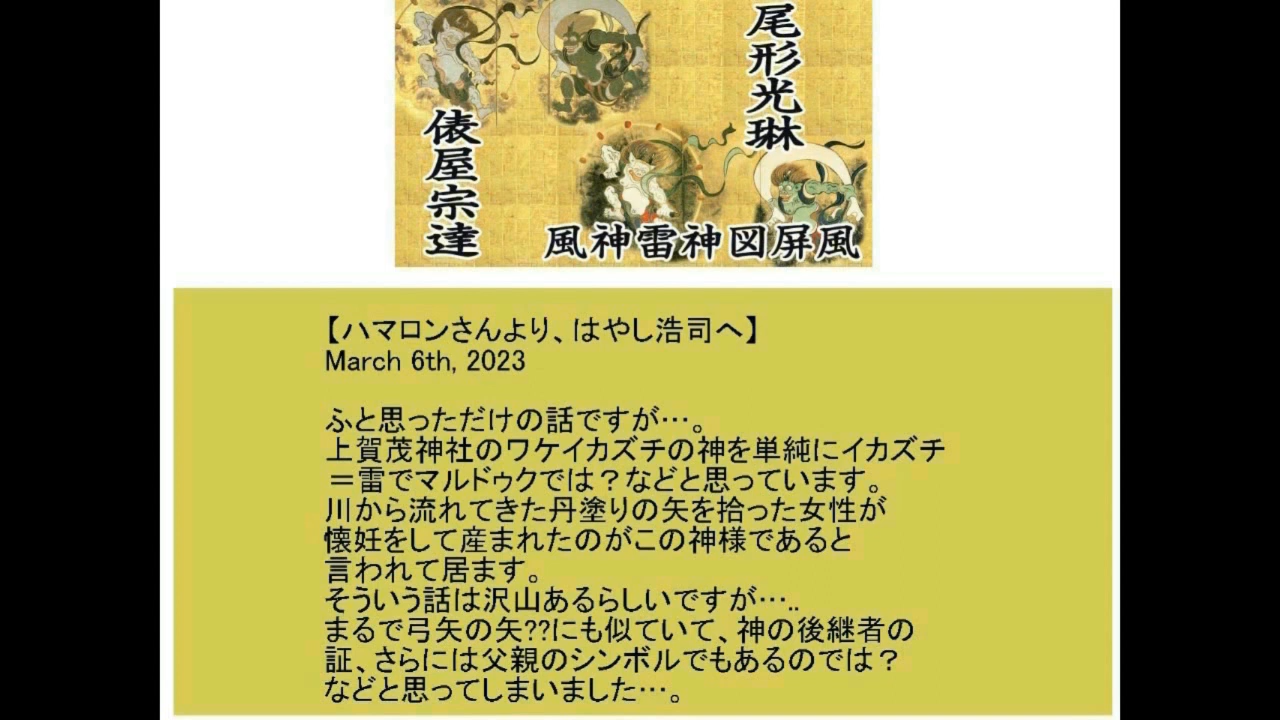 俵屋宗達
尾形光琳
風神雷神図屏風
【ハマロンさんより、はやし浩司へ】
March 6th, 2023
ふと思っただけの話ですが…。
上賀茂神社のワケイカズチの神を単純にイカズチ
＝雷でマルドゥクでは？などと思っています。
川から流れてきた丹塗りの矢を拾った女性が
懐妊をして産まれたのがこの神様であると
言われて居ます。
そういう話は沢山あるらしいですが…..
まるで弓矢の矢??にも似ていて、神の後継者の
証、さらには父親のシンボルでもあるのでは？
などと思ってしまいました…。